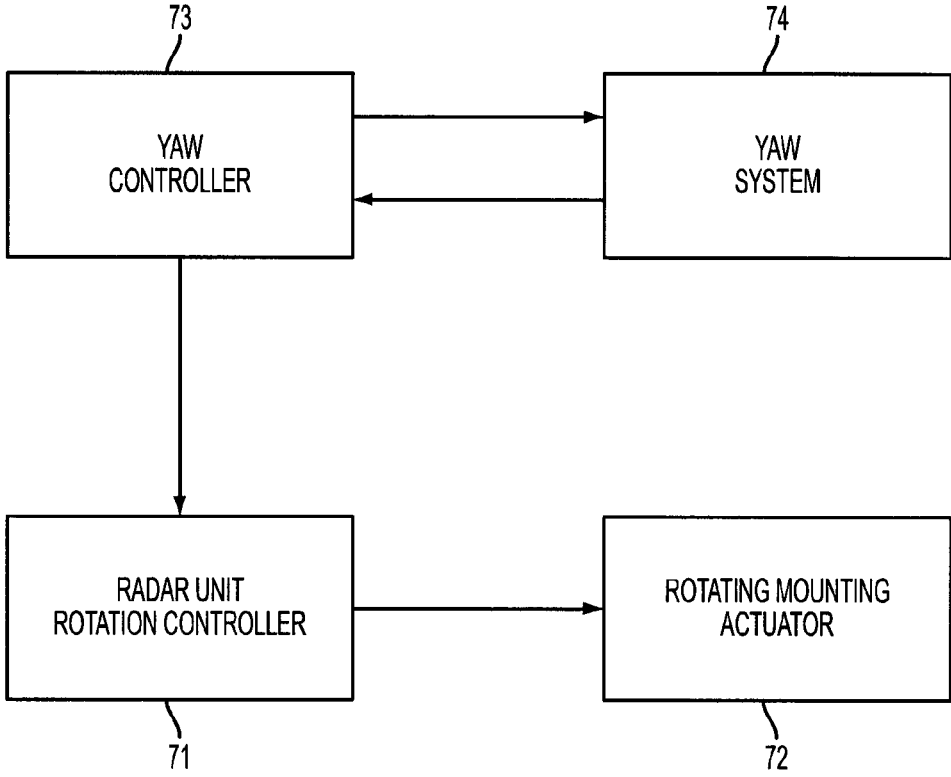 73
74
YAW
CONTROLLER
YAW
SYSTEM
RADAR UNIT
ROTATION CONTROLLER
ROTATING MOUNTING
ACTUATOR
71
72